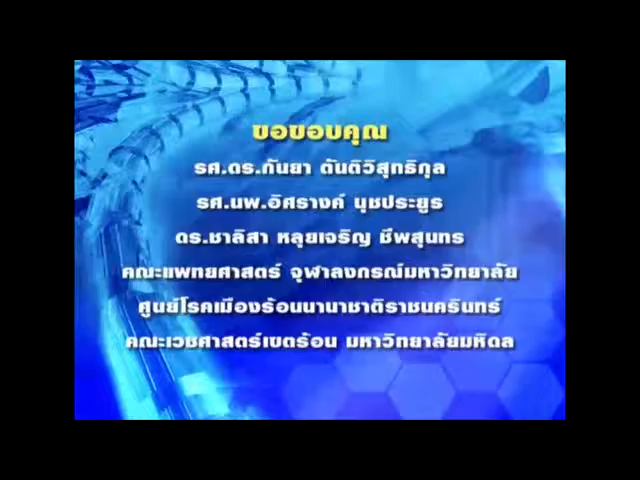 ขอขอบคุณ
รศ.ดร.กันยา ตันติวิสุทธิกุล
รศ.นพ.อิศรางค์ นุชประยูร
ดร.ชาลิสา หลุยเจริญ ชีพสุนทร
คณะแพทยศาสตร์ จุฬาลงกรณ์มหาวิทยาลัย
ศูนย์โรคเมืองร้อนนานาชาติราชนครินทร์
คณะเวชศาสตร์เขตร้อน มหาวิทยาลัยมหิดล